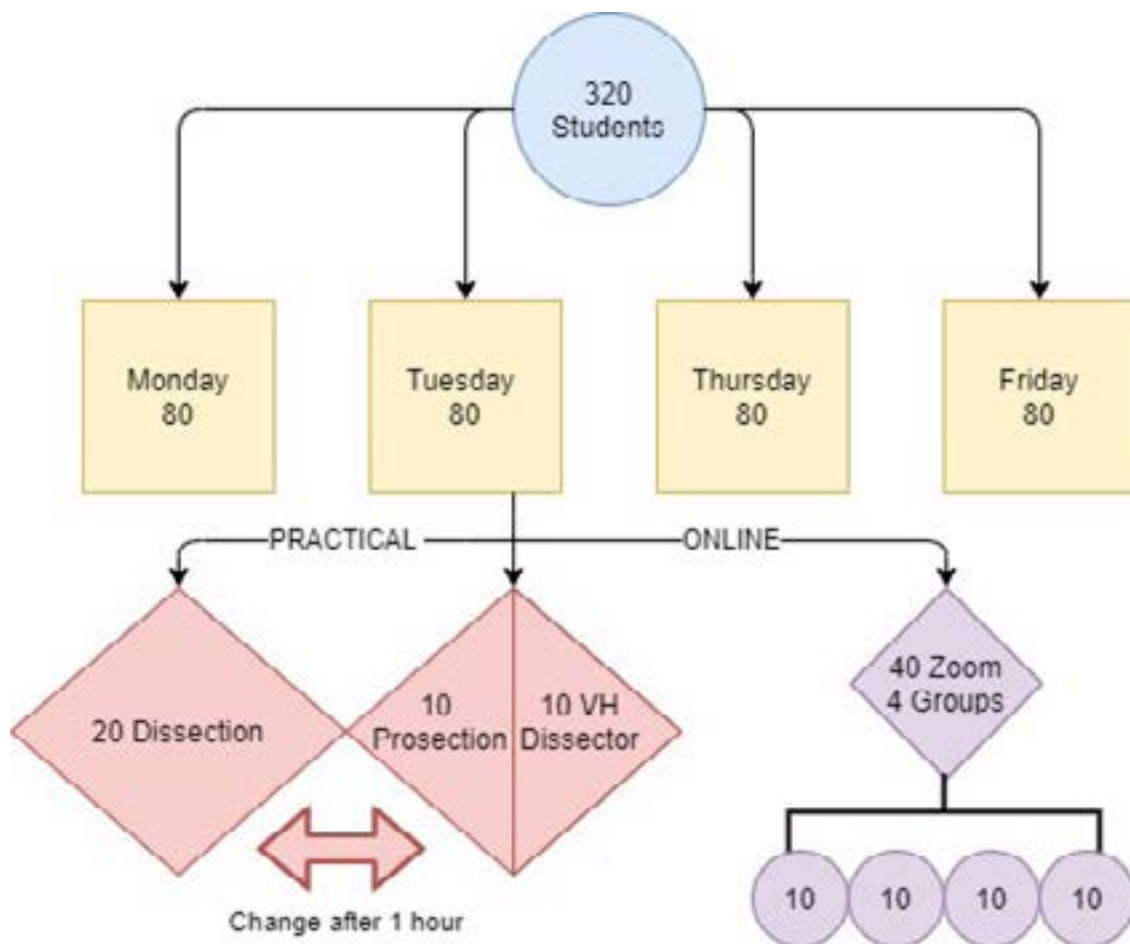 320
Students
Monday
80
Tuesday
80
Thursday
80
Friday
80
PRACTICAL
ONLINE
20 Dissection
10
Prosection
10 VH
Dissector
40 Zoom
4 Groups
10
10
10
10
Change after 1 hour